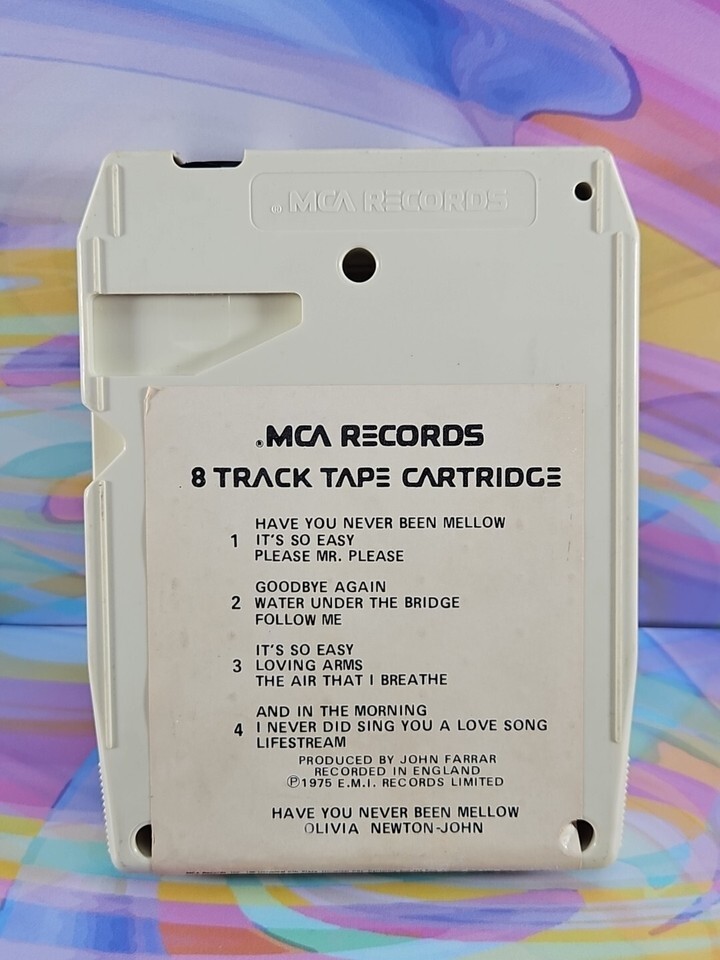 ® MCA RECORDS
®MCA RECORDS
8 TRACK TAPE CARTRIDGE
HAVE YOU NEVER BEEN MELLOW
1 IT'S SO EASY
PLEASE MR. PLEASE
GOODBYE AGAIN
2 WATER UNDER THE BRIDGE
FOLLOW ME
IT'S SO EASY
3 LOVING ARMS
THE AIR THAT I BREATHE
AND IN THE MORNING
4 I NEVER DID SING YOU A LOVE SONG
LIFESTREAM
PRODUCED BY JOHN FARRAR
RECORDED IN ENGLAND
Ⓟ1975 E.M.I. RECORDS LIMITED
HAVE YOU NEVER BEEN MELLOW
OLIVIA NEWTON-JOHN